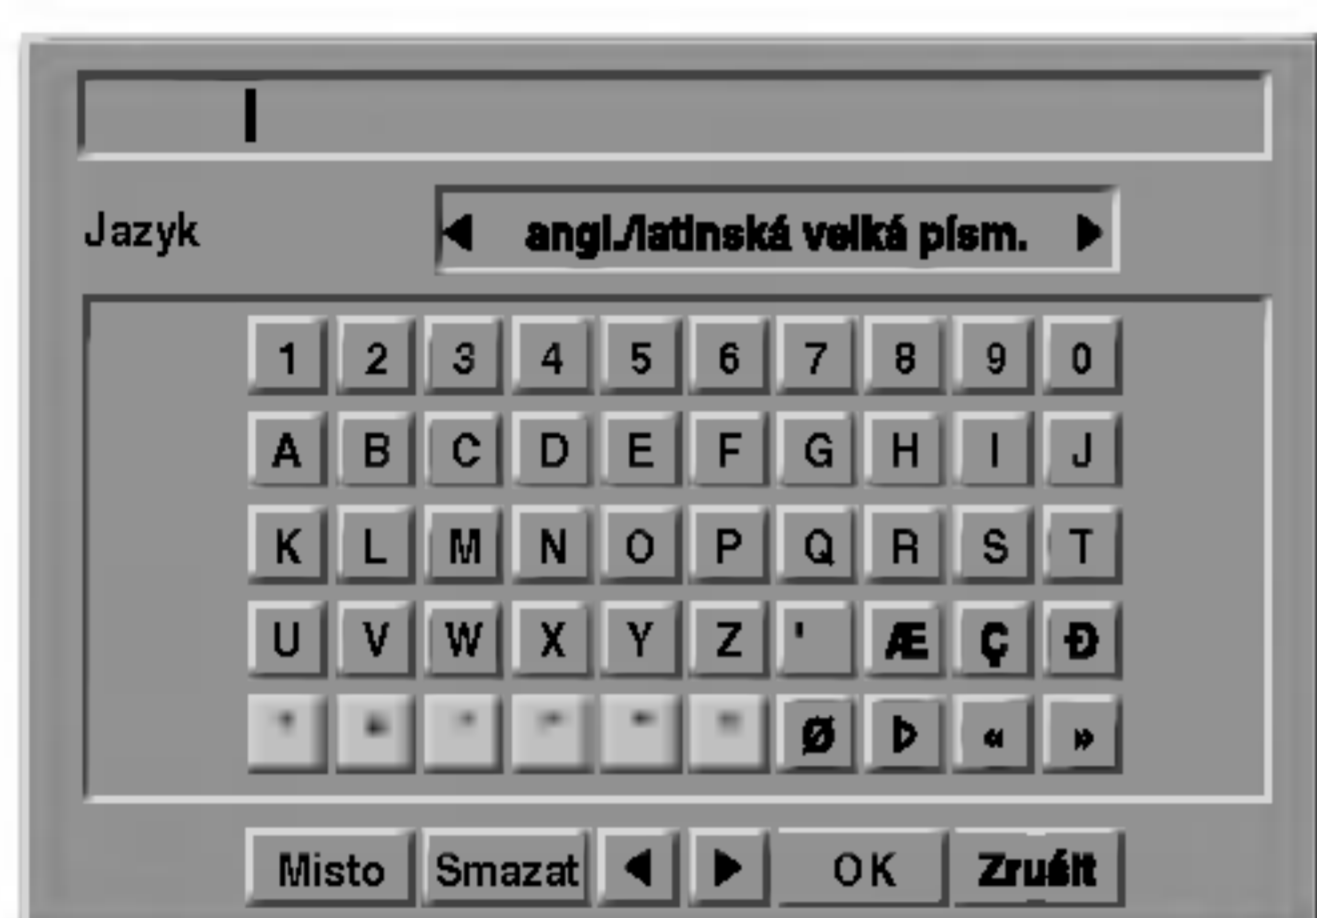 Jazyk ◀ angl./latinská velká písm. ▶
1 2 3 4 5 6 7 8 9 0
A B C D E F G H I J
K L M N O P Q R S T
U V W X Y Z ' Æ Ç Ð
Ø Þ « »
Misto Smazat ◀ ▶ OK Zrušit